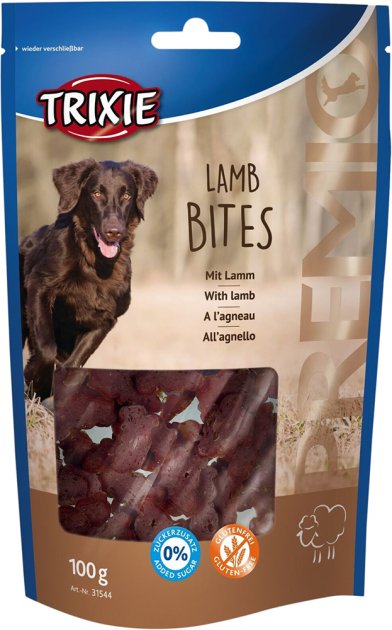 wieder verschließbar
TRIXIE
PREMIO
LAMB
BITES
Mit Lamm
With lamb
A l'agneau
All'agnello
ZUCKERZUSATZ
0%
ADDED SUGAR
GLUTENFREI
GLUTEN-FREE
100 g
Art.-Nr. 31544